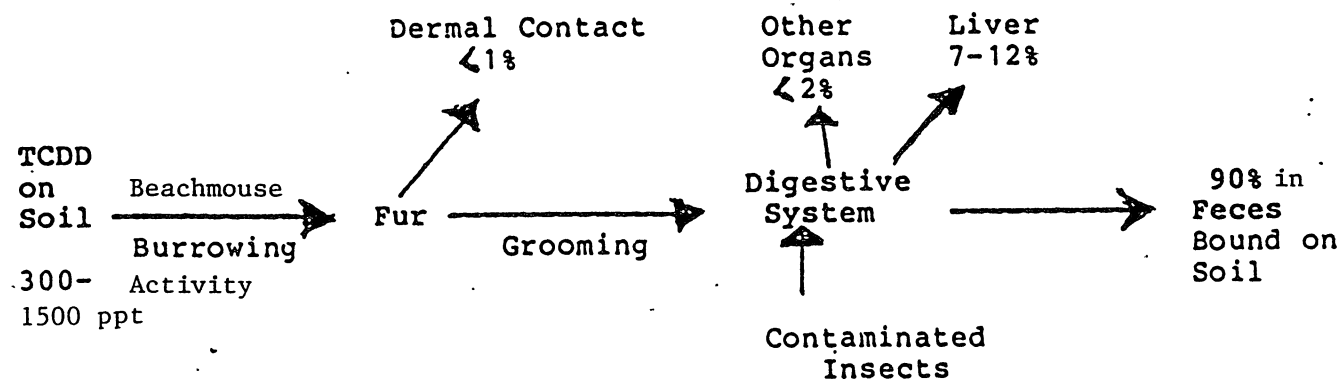 Dermal Contact
<1%
Other
Organs
<2%
Liver
7-12%
TCDD
on
Soil
300-
1500 ppt
Beachmouse
Burrowing
Activity
Fur
Grooming
Digestive
System
Contaminated
Insects
90% in
Feces
Bound on
Soil